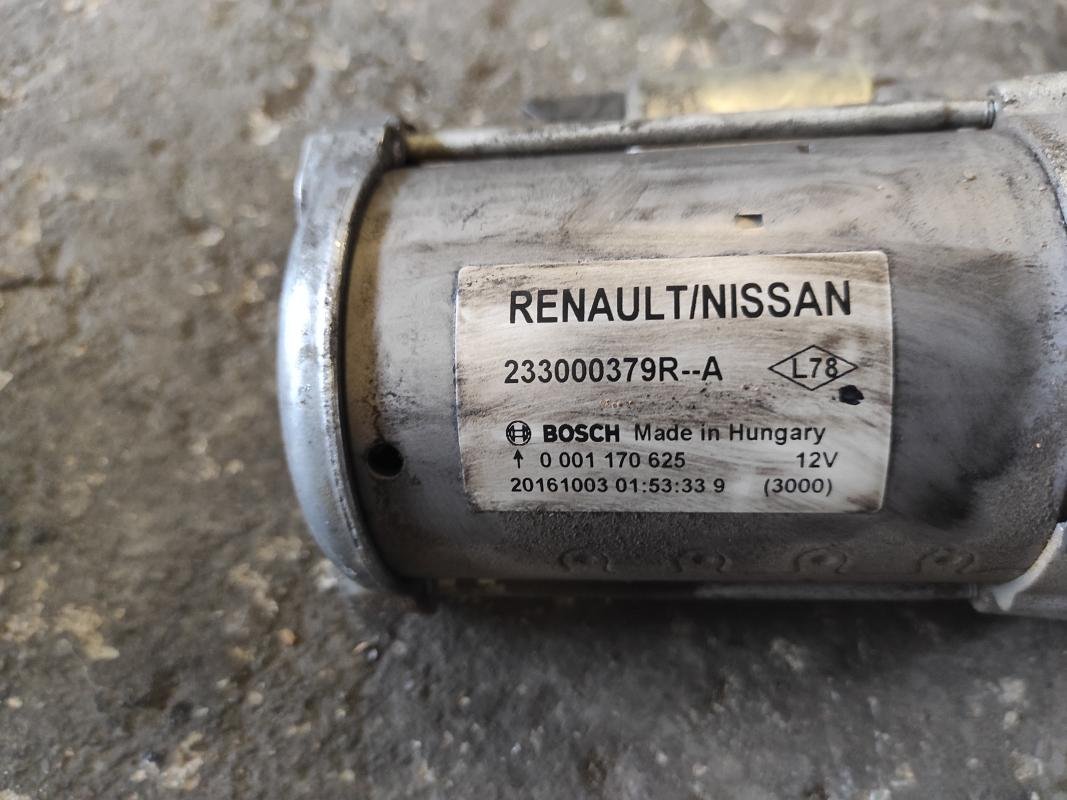 RENAULT/NISSAN
233000379R--A L78
BOSCH Made in Hungary
↑ 0 001 170 625 12V
20161003 01:53:33 9 (3000)